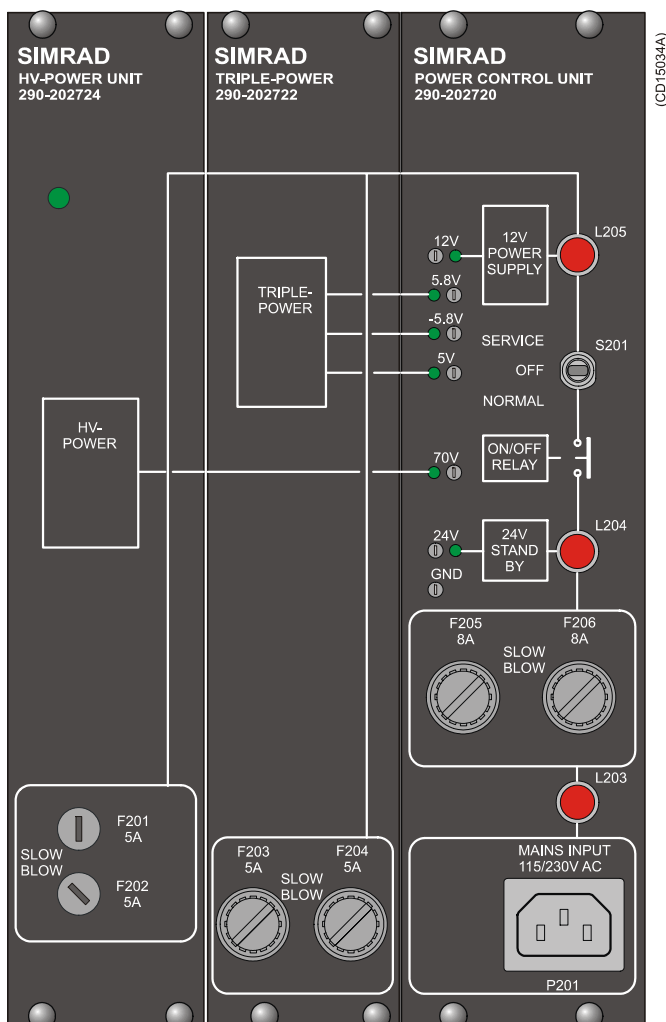 SIMRAD
HV-POWER UNIT
290-202724
SIMRAD
TRIPLE-POWER
290-202722
SIMRAD
POWER CONTROL UNIT
290-202720
(CD15034A)
12V
12V
POWER
SUPPLY
L205
TRIPLE-
POWER
5.8V
-5.8V
5V
SERVICE
OFF
NORMAL
S201
HV-
POWER
70V
ON/OFF
RELAY
24V
GND
24V
STAND
BY
L204
F205
8A
SLOW
BLOW
F206
8A
L203
F201
5A
SLOW
BLOW
F202
5A
F203
5A
SLOW
BLOW
F204
5A
MAINS INPUT
115/230V AC
P201